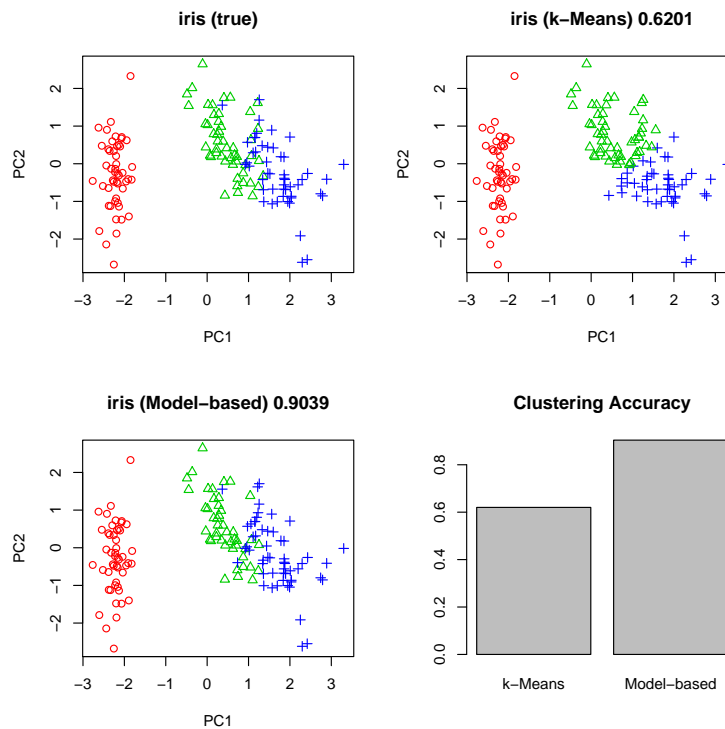 iris (true)
PC2
2
1
0
−1
−2
−3 −2 −1 0 1 2 3
PC1
iris (k−Means) 0.6201
PC2
2
1
0
−1
−2
−3 −2 −1 0 1 2 3
PC1
iris (Model−based) 0.9039
PC2
2
1
0
−1
−2
−3 −2 −1 0 1 2 3
PC1
Clustering Accuracy
0.8
0.6
0.4
0.2
0.0
k−Means Model−based